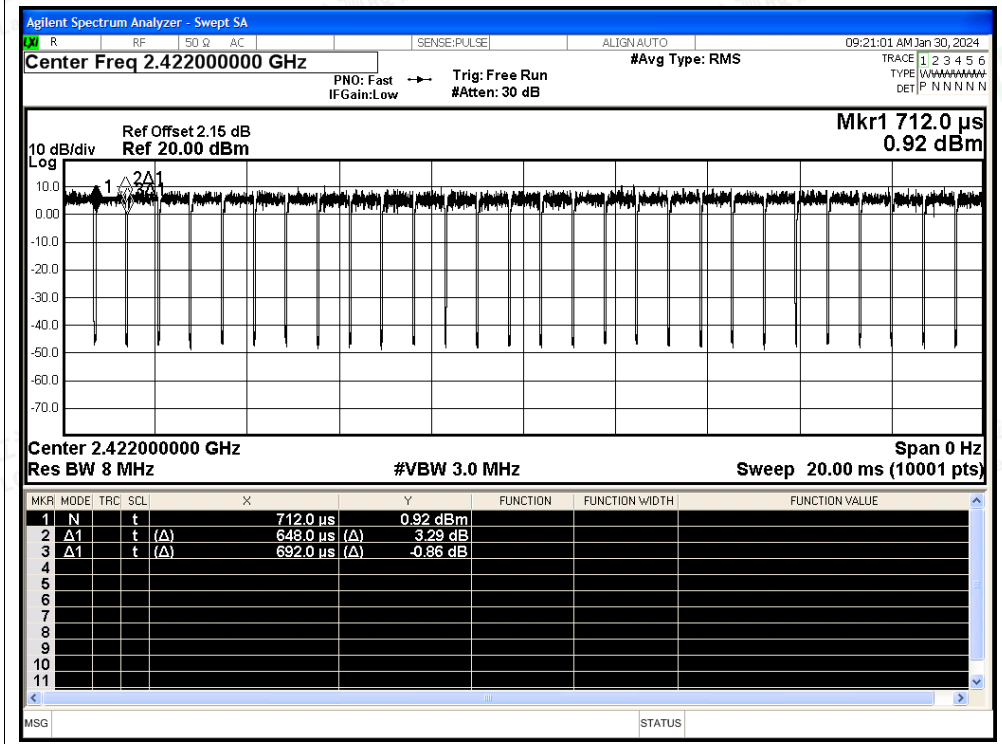 Agilent Spectrum Analyzer - Swept SA
LXI R RF 50 Ω AC SENSE:PULSE ALIGN AUTO 09:21:01 AM Jan 30, 2024
Center Freq 2.422000000 GHz #Avg Type: RMS TRACE 1 2 3 4 5 6
PNO: Fast Trig: Free Run TYPE W
IFGain:Low #Atten: 30 dB DET P N N N N N
Mkr1 712.0 µs
Ref Offset 2.15 dB
10 dB/div Ref 20.00 dBm 0.92 dBm
Log
10.0 1 2Δ1
3Δ1
0.00
-10.0
-20.0
-30.0
-40.0
-50.0
-60.0
-70.0
Center 2.422000000 GHz Span 0 Hz
Res BW 8 MHz #VBW 3.0 MHz Sweep 20.00 ms (10001 pts)
MKR MODE TRC SCL X Y FUNCTION FUNCTION WIDTH FUNCTION VALUE
1 N t 712.0 µs 0.92 dBm
2 Δ1 t (Δ) 648.0 µs (Δ) 3.29 dB
3 Δ1 t (Δ) 692.0 µs (Δ) -0.86 dB
4
5
6
7
8
9
10
11
MSG STATUS